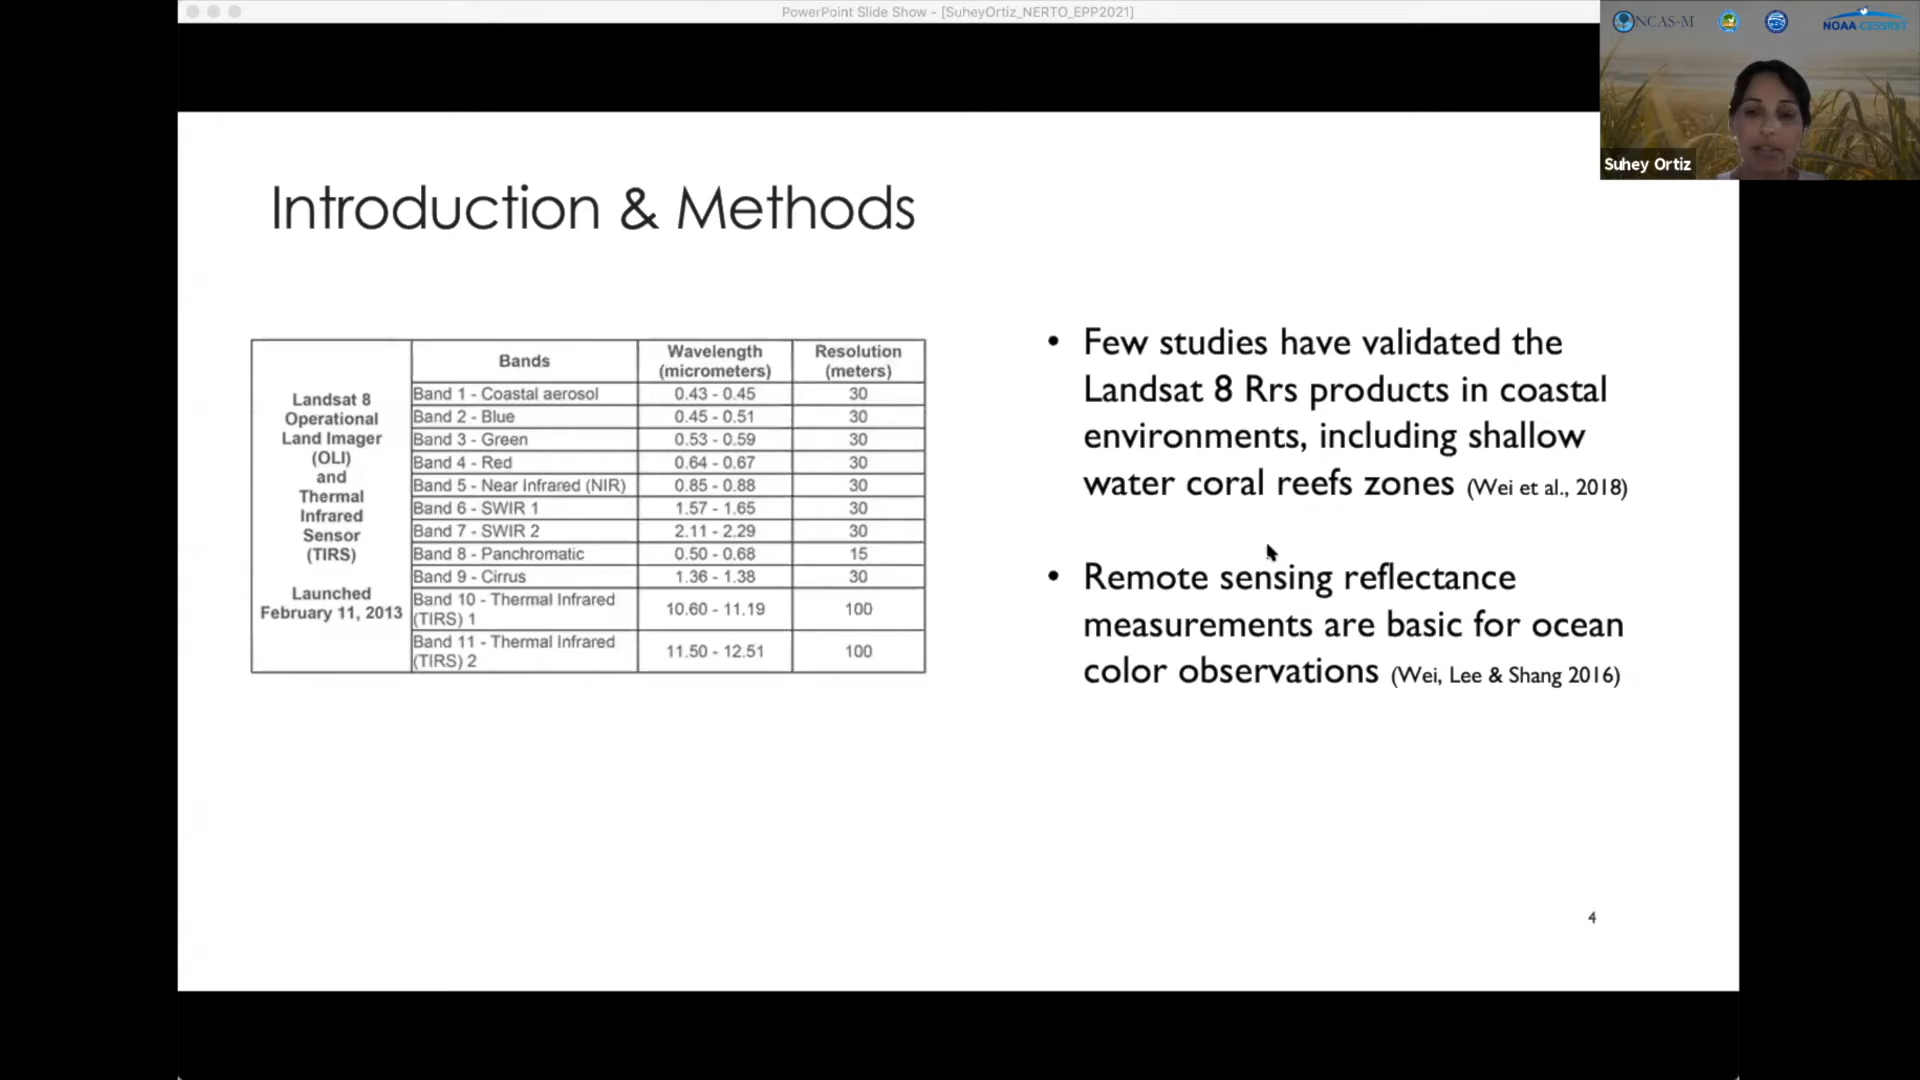 PowerPoint Slide Show - [SuheyOrtiz_NERTO_EPP2021]
NCAS-M
NOAA CESSRST
Suhey Ortiz
Introduction & Methods
Landsat 8
Operational
Land Imager
(OLI)
and
Thermal
Infrared
Sensor
(TIRS)
Launched
February 11, 2013
Bands Wavelength (micrometers) Resolution (meters)
Band 1 - Coastal aerosol 0.43 - 0.45 30
Band 2 - Blue 0.45 - 0.51 30
Band 3 - Green 0.53 - 0.59 30
Band 4 - Red 0.64 - 0.67 30
Band 5 - Near Infrared (NIR) 0.85 - 0.88 30
Band 6 - SWIR 1 1.57 - 1.65 30
Band 7 - SWIR 2 2.11 - 2.29 30
Band 8 - Panchromatic 0.50 - 0.68 15
Band 9 - Cirrus 1.36 - 1.38 30
Band 10 - Thermal Infrared (TIRS) 1 10.60 - 11.19 100
Band 11 - Thermal Infrared (TIRS) 2 11.50 - 12.51 100
• Few studies have validated the
Landsat 8 Rrs products in coastal
environments, including shallow
water coral reefs zones (Wei et al., 2018)
• Remote sensing reflectance
measurements are basic for ocean
color observations (Wei, Lee & Shang 2016)
4